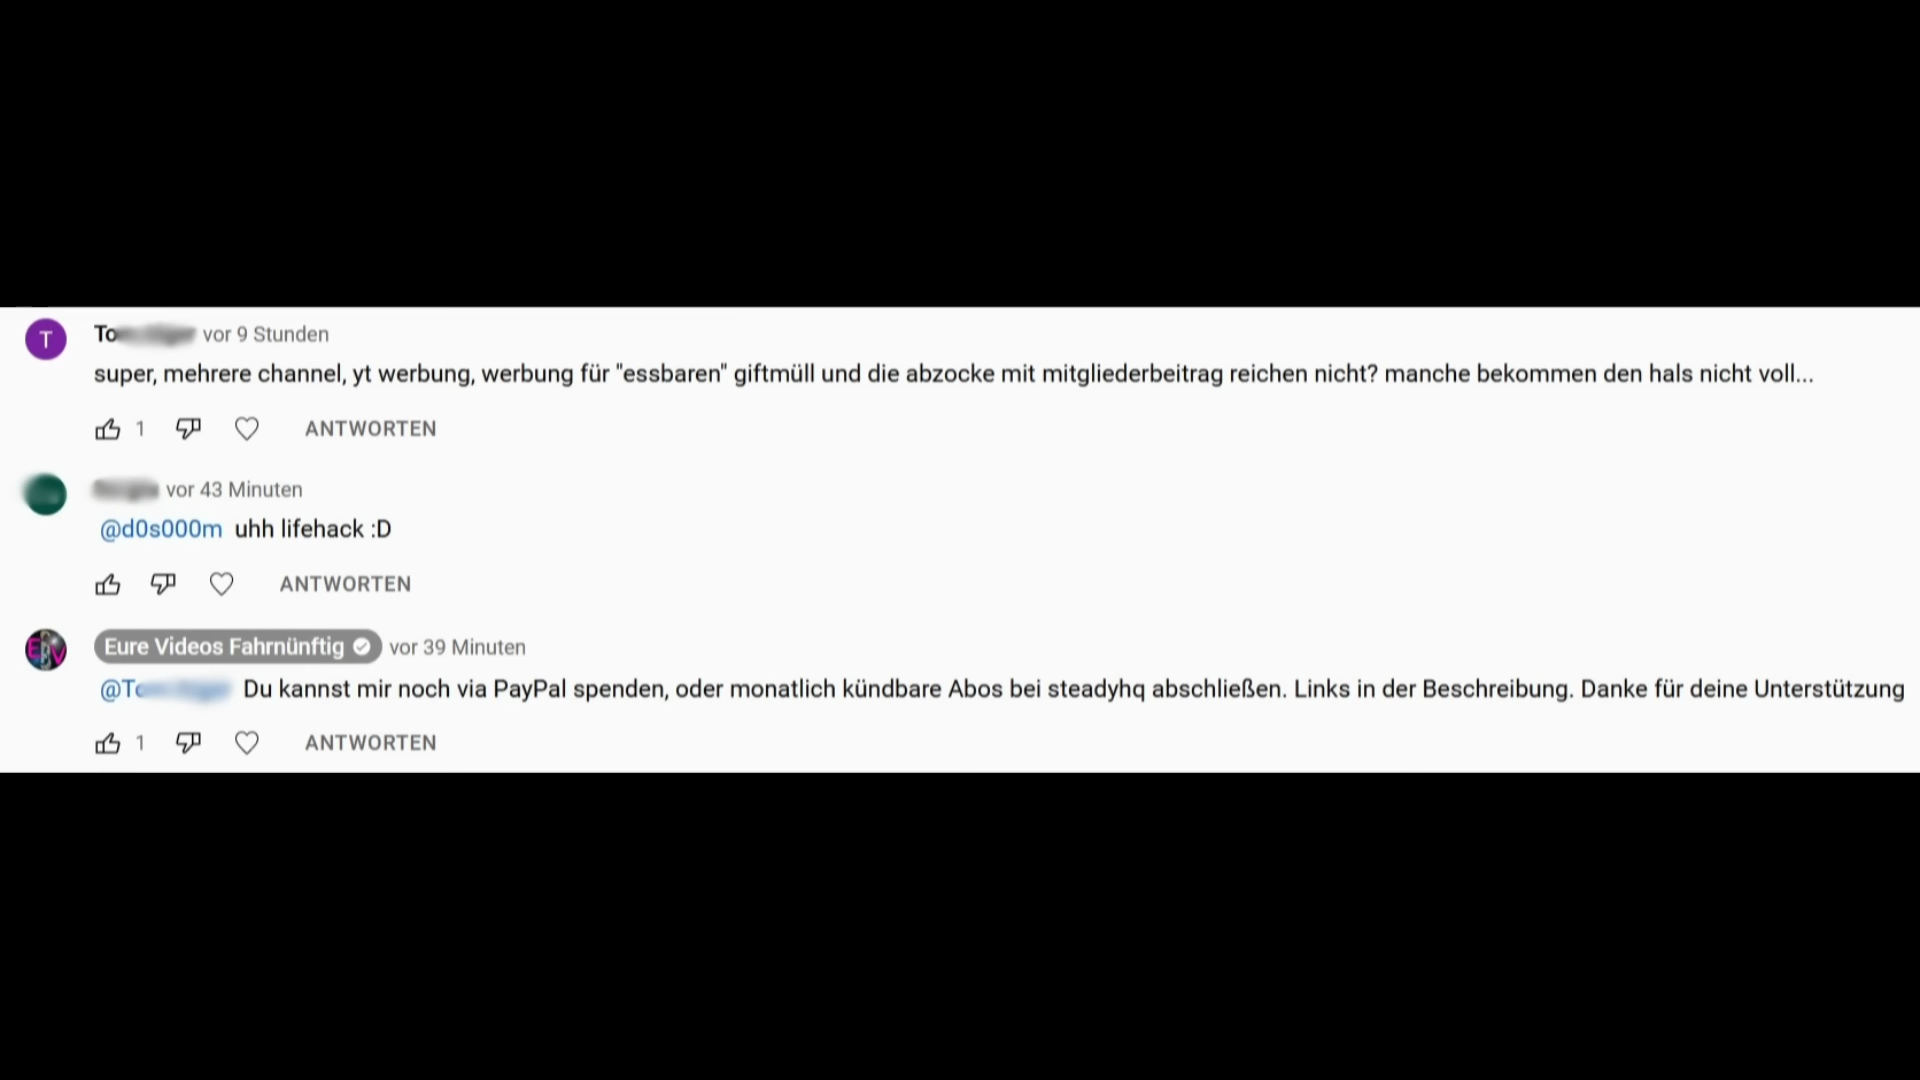 T
vor 9 Stunden
super, mehrere channel, yt werbung, werbung für "essbaren" giftmüll und die abzocke mit mitgliederbeitrag reichen nicht? manche bekommen den hals nicht voll...
1 ANTWORTEN
vor 43 Minuten
@d0s000m uhh lifehack :D
ANTWORTEN
EFV Eure Videos Fahrnünftig vor 39 Minuten
Du kannst mir noch via PayPal spenden, oder monatlich kündbare Abos bei steadyhq abschließen. Links in der Beschreibung. Danke für deine Unterstützung
1 ANTWORTEN